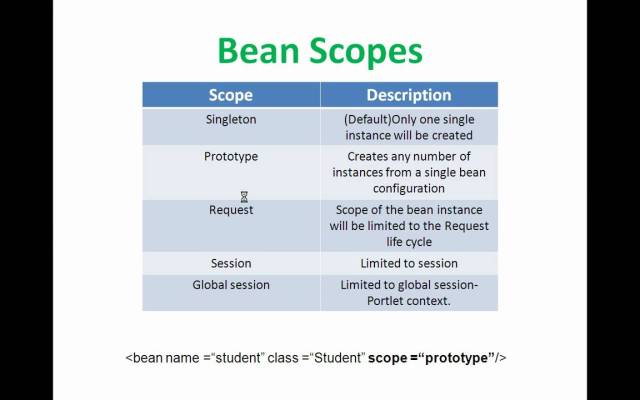 Bean Scopes
Scope Description
Singleton (Default)Only one single
instance will be created
Prototype Creates any number of
instances from a single bean
configuration
Request Scope of the bean instance
will be limited to the Request
life cycle
Session Limited to session
Global session Limited to global session-
Portlet context.
<bean name =“student” class =“Student” scope =“prototype”/>